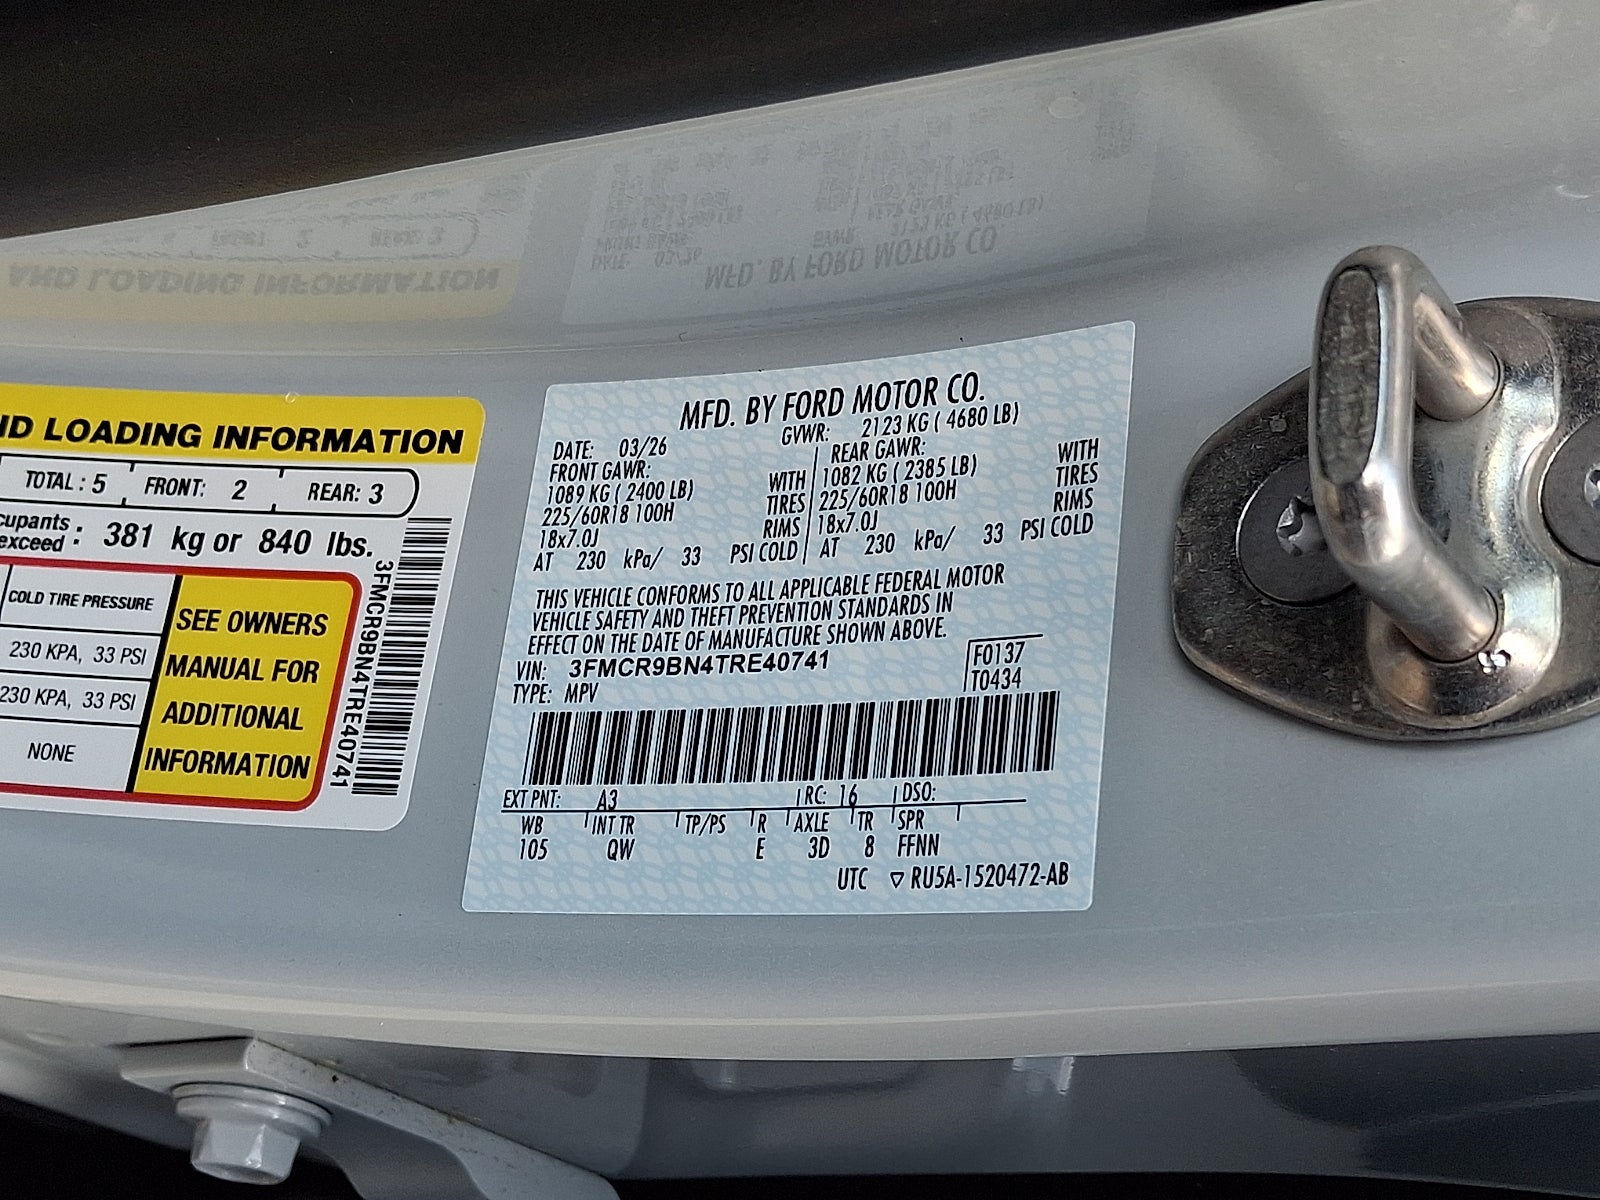 ND LOADING INFORMATION
TOTAL : 5 FRONT: 2 REAR: 3
cupants
exceed : 381 kg or 840 lbs.
COLD TIRE PRESSURE
230 KPA, 33 PSI
230 KPA, 33 PSI
NONE
SEE OWNERS
MANUAL FOR
ADDITIONAL
INFORMATION
3FMCR9BN4TRE40741
MFD. BY FORD MOTOR CO.
DATE: 03/26 GVWR: 2123 KG ( 4680 LB)
FRONT GAWR: REAR GAWR:
1089 KG ( 2400 LB) WITH 1082 KG ( 2385 LB) WITH
225/60R18 100H TIRES 225/60R18 100H TIRES
18x7.0J RIMS 18x7.0J RIMS
AT 230 kPa/ 33 PSI COLD AT 230 kPa/ 33 PSI COLD
THIS VEHICLE CONFORMS TO ALL APPLICABLE FEDERAL MOTOR
VEHICLE SAFETY AND THEFT PREVENTION STANDARDS IN
EFFECT ON THE DATE OF MANUFACTURE SHOWN ABOVE.
VIN: 3FMCR9BN4TRE40741 F0137
TYPE: MPV T0434
EXT PNT: A3 RC: 16 DSO:
WB INT TR TP/PS R AXLE TR SPR
105 QW E 3D 8 FFNN
UTC ▽ RU5A-1520472-AB